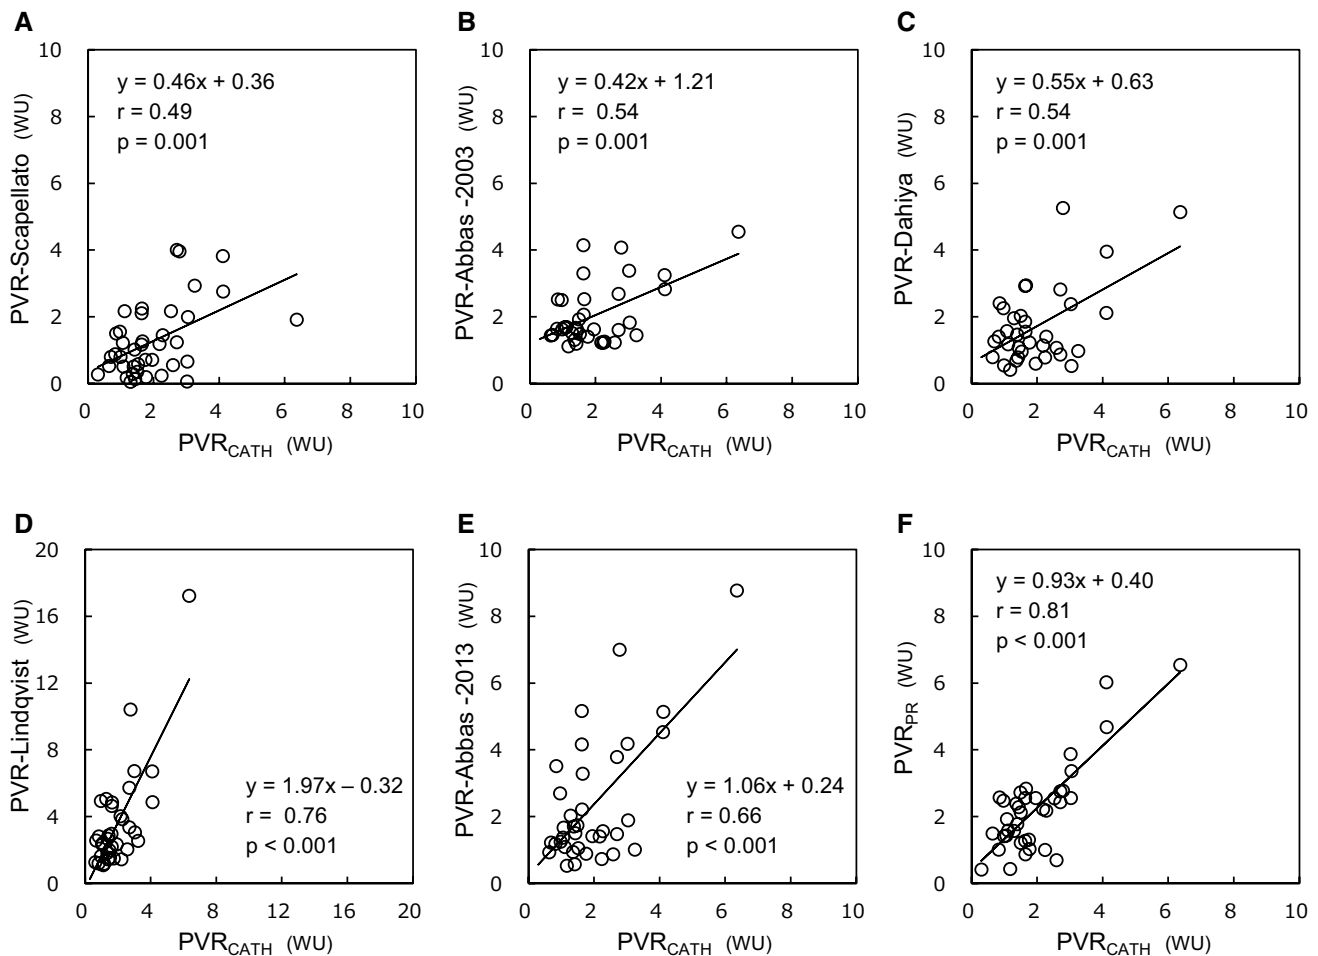 A
10
8
6
4
2
0
PVR-Scapellato (WU)
y = 0.46x + 0.36
r = 0.49
p = 0.001
0 2 4 6 8 10
PVRCATH (WU)
B
10
8
6
4
2
0
PVR-Abbas -2003 (WU)
y = 0.42x + 1.21
r = 0.54
p = 0.001
0 2 4 6 8 10
PVRCATH (WU)
C
10
8
6
4
2
0
PVR-Dahiya (WU)
y = 0.55x + 0.63
r = 0.54
p = 0.001
0 2 4 6 8 10
PVRCATH (WU)
D
20
16
12
8
4
0
PVR-Lindqvist (WU)
y = 1.97x – 0.32
r = 0.76
p < 0.001
0 4 8 12 16 20
PVRCATH (WU)
E
10
8
6
4
2
0
PVR-Abbas -2013 (WU)
y = 1.06x + 0.24
r = 0.66
p < 0.001
0 2 4 6 8 10
PVRCATH (WU)
F
10
8
6
4
2
0
PVRPR (WU)
y = 0.93x + 0.40
r = 0.81
p < 0.001
0 2 4 6 8 10
PVRCATH (WU)